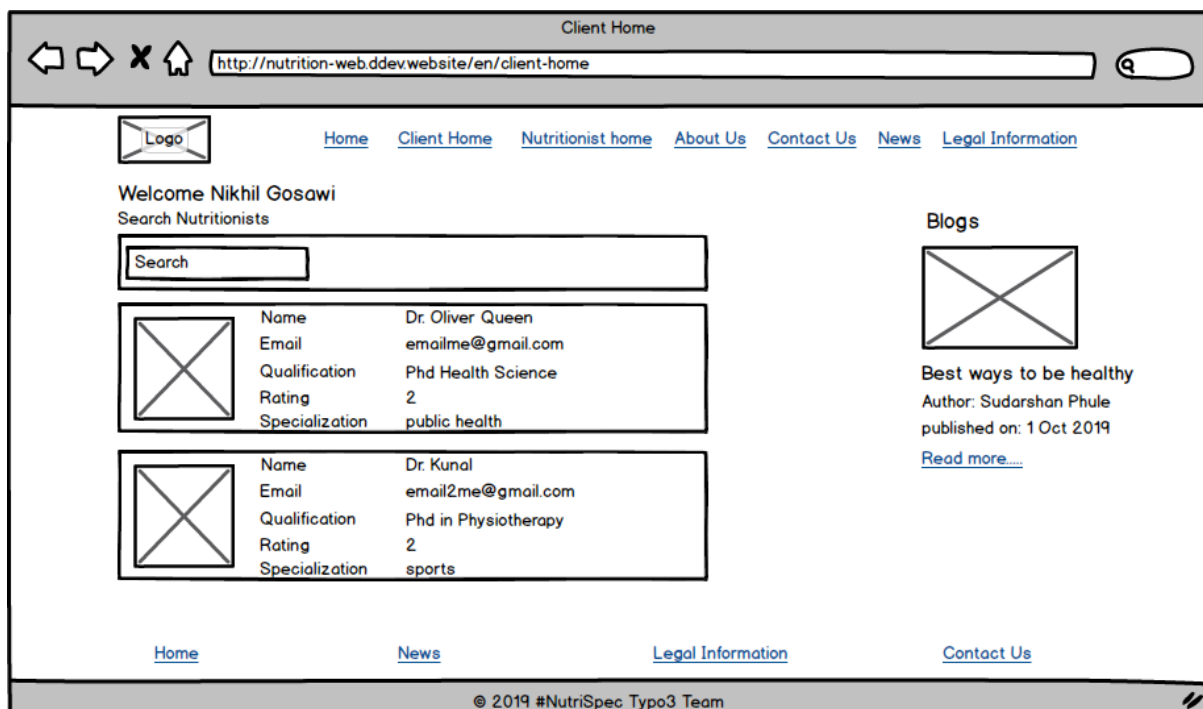 Client Home
http://nutrition-web.ddev.website/en/client-home
Logo
Home Client Home Nutritionist home About Us Contact Us News Legal Information
Welcome Nikhil Gosawi
Search Nutritionists
Search
Name Dr. Oliver Queen
Email emailme@gmail.com
Qualification Phd Health Science
Rating 2
Specialization public health
Name Dr. Kunal
Email email2me@gmail.com
Qualification Phd in Physiotherapy
Rating 2
Specialization sports
Blogs
Best ways to be healthy
Author: Sudarshan Phule
published on: 1 Oct 2019
Read more.....
Home News Legal Information Contact Us
© 2019 #NutriSpec Typo3 Team